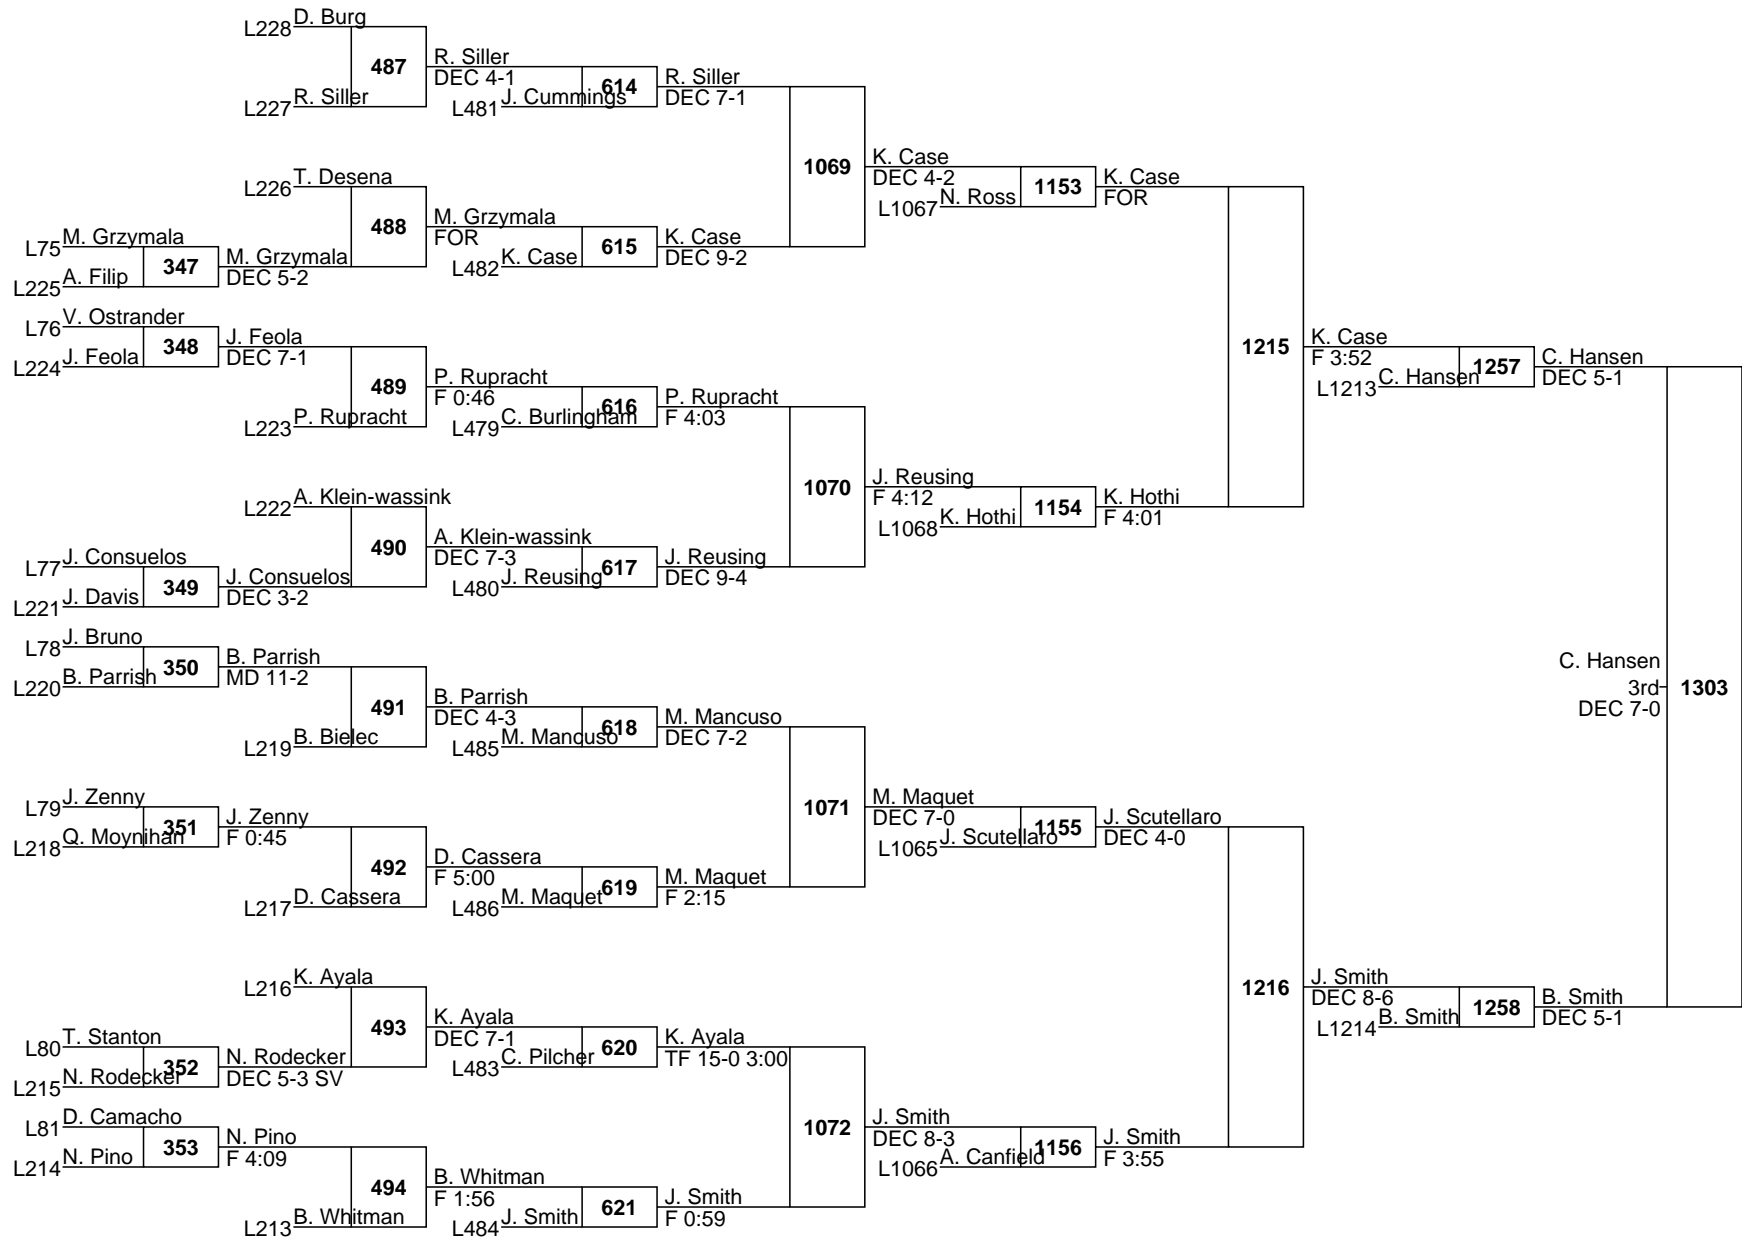 D. Burg
L228
487
R. Siller
DEC 4-1
R. Siller
L227
614
J. Cummings
L481
R. Siller
DEC 7-1
1069
K. Case
DEC 4-2
T. Desena
L226
488
M. Grzymala
FOR
M. Grzymala
L75
347
A. Filip
L225
M. Grzymala
DEC 5-2
615
K. Case
L482
K. Case
DEC 9-2
N. Ross
L1067
1153
K. Case
FOR
1215
K. Case
F 3:52
V. Ostrander
L76
348
J. Feola
L224
J. Feola
DEC 7-1
489
P. Rupracht
F 0:46
P. Rupracht
L223
616
C. Burlingham
L479
P. Rupracht
F 4:03
1070
J. Reusing
F 4:12
A. Klein-wassink
L222
490
A. Klein-wassink
DEC 7-3
J. Consuelos
L77
349
J. Davis
L221
J. Consuelos
DEC 3-2
617
J. Reusing
L480
J. Reusing
DEC 9-4
K. Hothi
L1068
1154
K. Hothi
F 4:01
C. Hansen
L1213
1257
C. Hansen
DEC 5-1
J. Bruno
L78
350
B. Parrish
L220
B. Parrish
MD 11-2
491
B. Parrish
DEC 4-3
B. Bielec
L219
618
M. Mancuso
L485
M. Mancuso
DEC 7-2
1071
M. Maquet
DEC 7-0
J. Zenny
L79
351
Q. Moynihan
L218
J. Zenny
F 0:45
492
D. Cassera
F 5:00
D. Cassera
L217
619
M. Maquet
L486
M. Maquet
F 2:15
J. Scutellaro
L1065
1155
J. Scutellaro
DEC 4-0
1216
J. Smith
DEC 8-6
K. Ayala
L216
493
K. Ayala
DEC 7-1
T. Stanton
L80
352
N. Rodecker
L215
N. Rodecker
DEC 5-3 SV
620
C. Pilcher
L483
K. Ayala
TF 15-0 3:00
1072
J. Smith
DEC 8-3
D. Camacho
L81
353
N. Pino
L214
N. Pino
F 4:09
494
B. Whitman
F 1:56
B. Whitman
L213
621
J. Smith
L484
J. Smith
F 0:59
A. Canfield
L1066
1156
J. Smith
F 3:55
B. Smith
L1214
1258
B. Smith
DEC 5-1
C. Hansen
3rd
1303
DEC 7-0